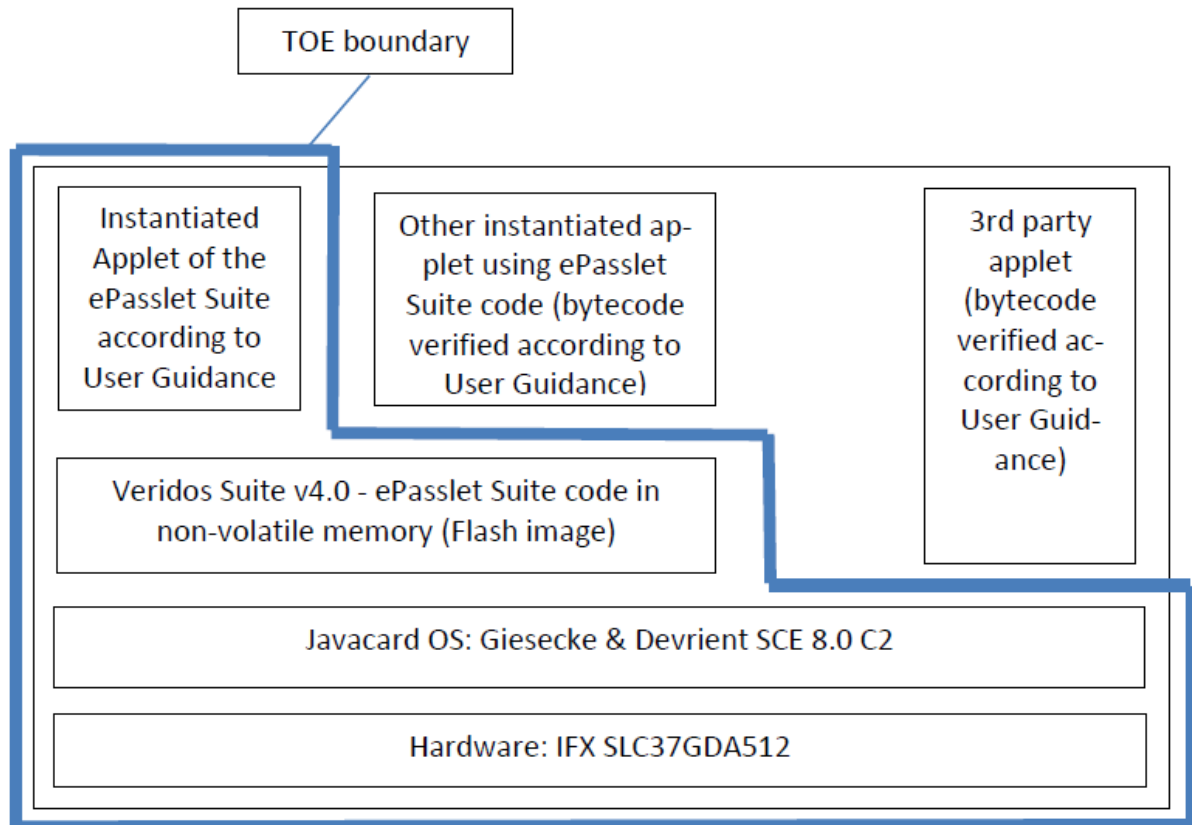 TOE boundary
Instantiated
Applet of the
ePasslet Suite
according to
User Guidance
Other instantiated ap-
plet using ePasslet
Suite code (bytecode
verified according to
User Guidance)
3rd party
applet
(bytecode
verified ac-
cording to
User Guid-
ance)
Veridos Suite v4.0 - ePasslet Suite code in
non-volatile memory (Flash image)
Javacard OS: Giesecke & Devrient SCE 8.0 C2
Hardware: IFX SLC37GDA512